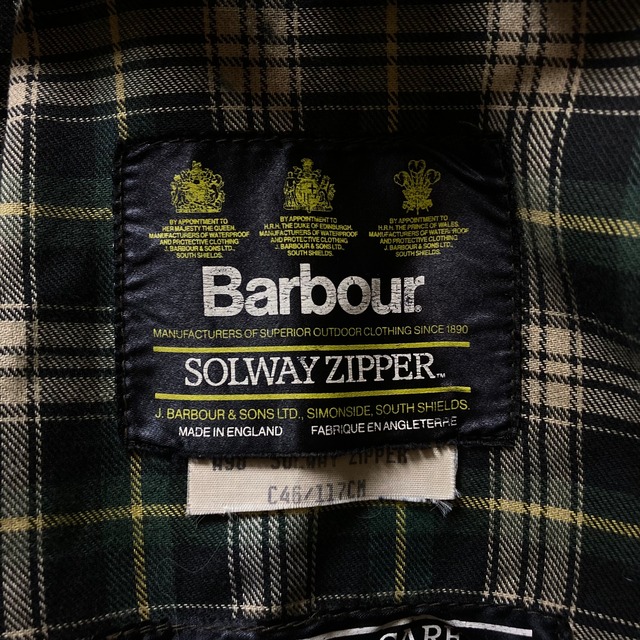 BY APPOINTMENT TO
HER MAJESTY THE QUEEN.
MANUFACTURERS OF WATERPROOF
AND PROTECTIVE CLOTHING
J. BARBOUR & SONS LTD.
SOUTH SHIELDS.
BY APPOINTMENT TO
H.R.H. THE DUKE OF EDINBURGH.
MANUFACTURERS OF WATERPROOF
AND PROTECTIVE CLOTHING
J. BARBOUR & SONS LTD.
SOUTH SHIELDS.
BY APPOINTMENT TO
H.R.H. THE PRINCE OF WALES.
MANUFACTURERS OF WATERPROOF
AND PROTECTIVE CLOTHING
J. BARBOUR & SONS LTD.
SOUTH SHIELDS.
Barbour
MANUFACTURERS OF SUPERIOR OUTDOOR CLOTHING SINCE 1890
SOLWAY ZIPPER™
J. BARBOUR & SONS LTD., SIMONSIDE, SOUTH SHIELDS.
MADE IN ENGLAND FABRIQUE EN ANGLETERRE
SOLWAY ZIPPER
C46/117CM
CARE